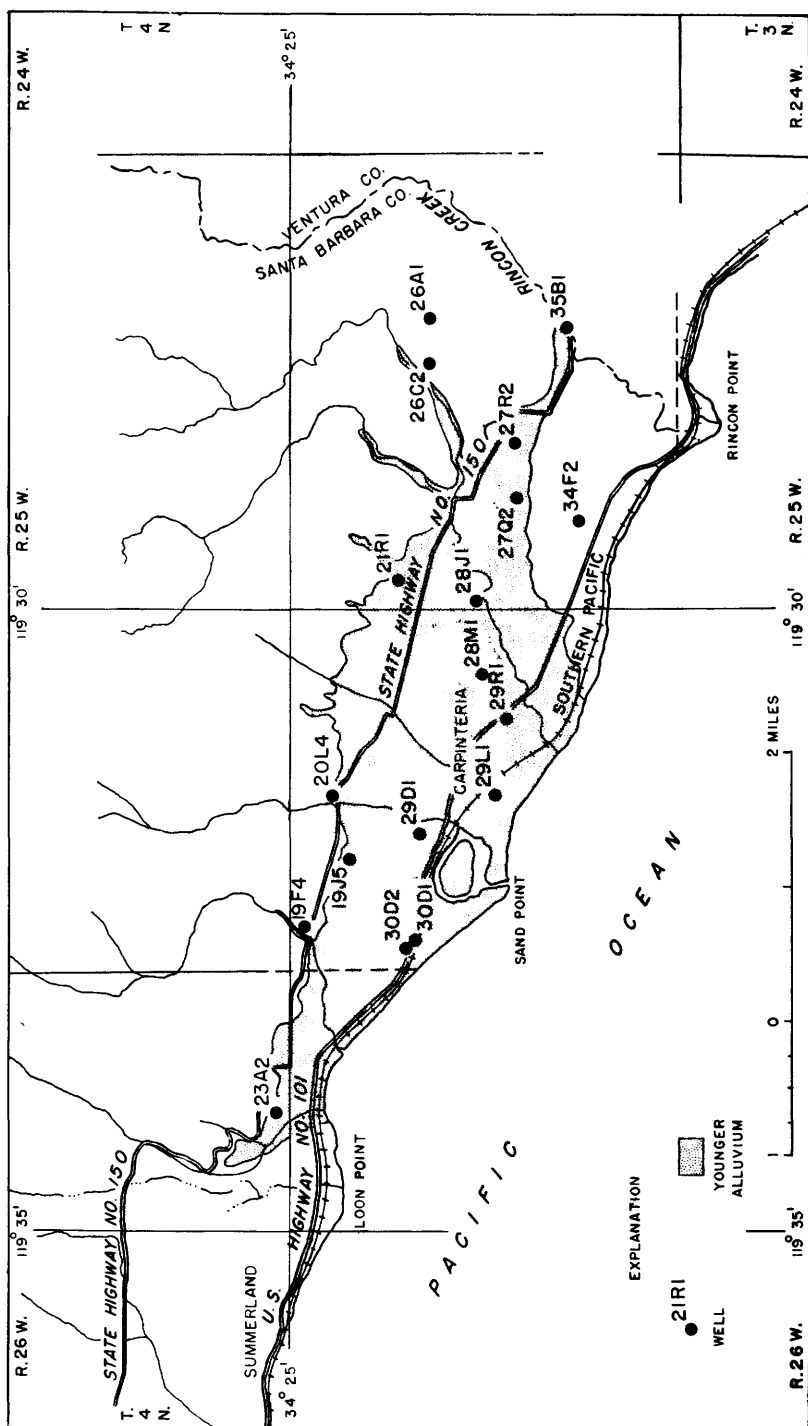 R.26 W.
R.25 W.
R.24 W.
119° 35'
119° 30'
T.
4
N.
T
4
N
STATE HIGHWAY NO. 150
34° 25'
34° 25'
SUMMERLAND
U.S. HIGHWAY NO. 101
LOON POINT
23A2
19F4
19J5
20L4
30D2
30D1
29D1
29L1
29R1
28M1
28J1
21R1
27Q2
27R2
34F2
26C2
26A1
35B1
STATE HIGHWAY NO. 150
CARPINTERIA
SOUTHERN PACIFIC
SAND POINT
RINCON POINT
VENTURA CO.
SANTA BARBARA CO.
RINCON CREEK
PACIFIC OCEAN
EXPLANATION
21R1
WELL
YOUNGER
ALLUVIUM
1 0 2 MILES
T.
3
N.
R.26 W.
119° 35'
119° 30'
R.25 W.
R.24 W.